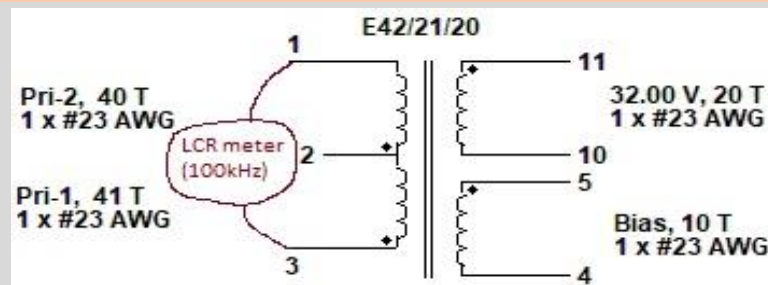 E42/21/20
1
11
Pri-2, 40 T
1 x #23 AWG
32.00 V, 20 T
1 x #23 AWG
LCR meter
(100kHz)
2
10
5
Pri-1, 41 T
1 x #23 AWG
Bias, 10 T
1 x #23 AWG
3
4